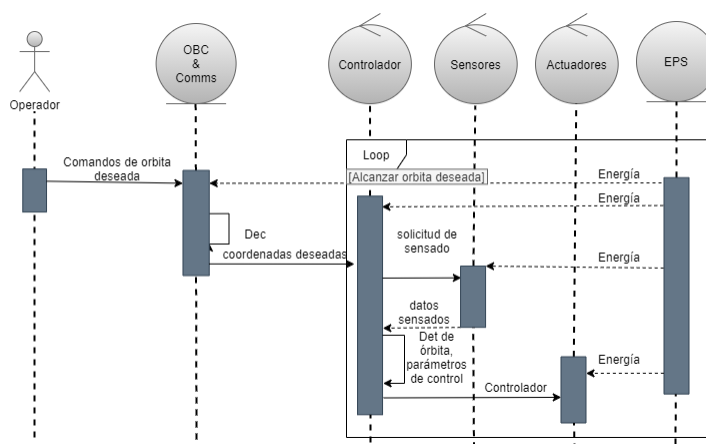 OBC
&
Comms
Controlador
Sensores
Actuadores
EPS
Operador
Loop
[Alcanzar orbita deseada]
Comandos de orbita
deseada
Energía
Energía
Dec
solicitud de
sensado
coordenadas deseadas
Energía
datos
sensados
Det de
órbita,
parámetros
de control
Energía
Controlador